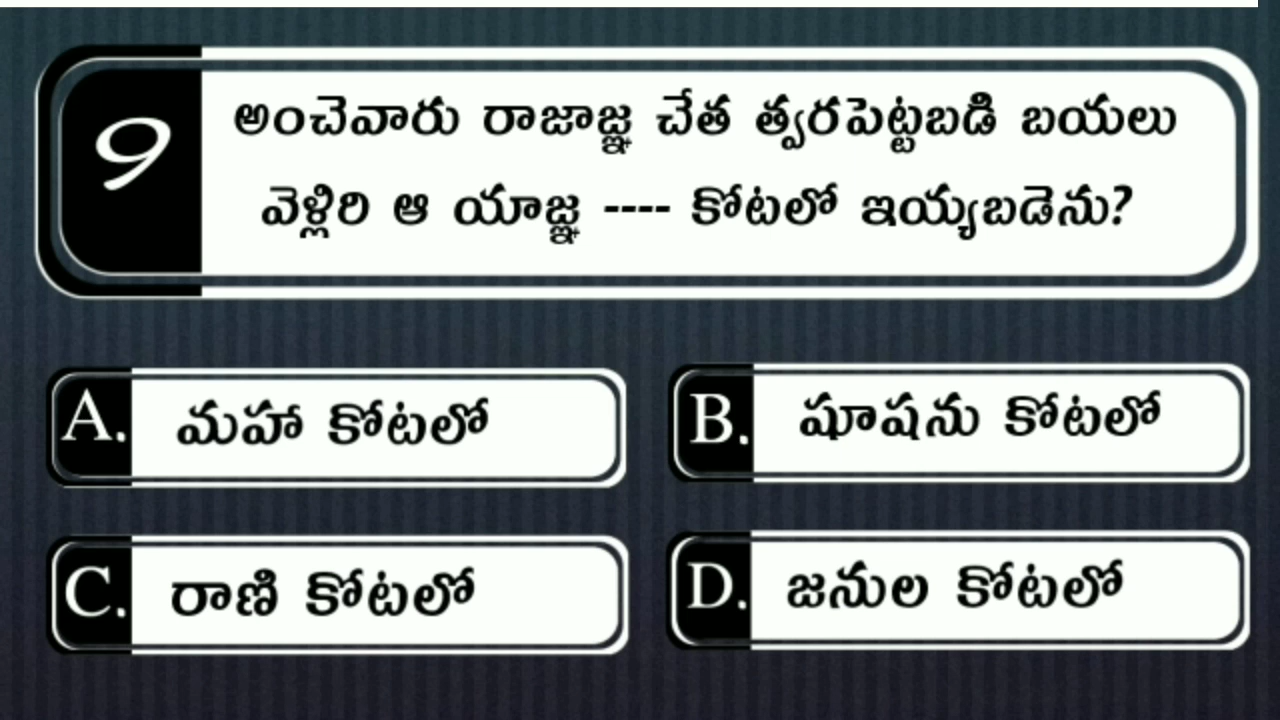 9
అంచెవారు రాజాజ్ఞ చేత త్వరపెట్టబడి బయలు
వెళ్లిరి ఆ యాజ్ఞ ---- కోటలో ఇయ్యబడెను?
A. మహా కోటలో
B. షూషను కోటలో
C. రాణి కోటలో
D. జనుల కోటలో